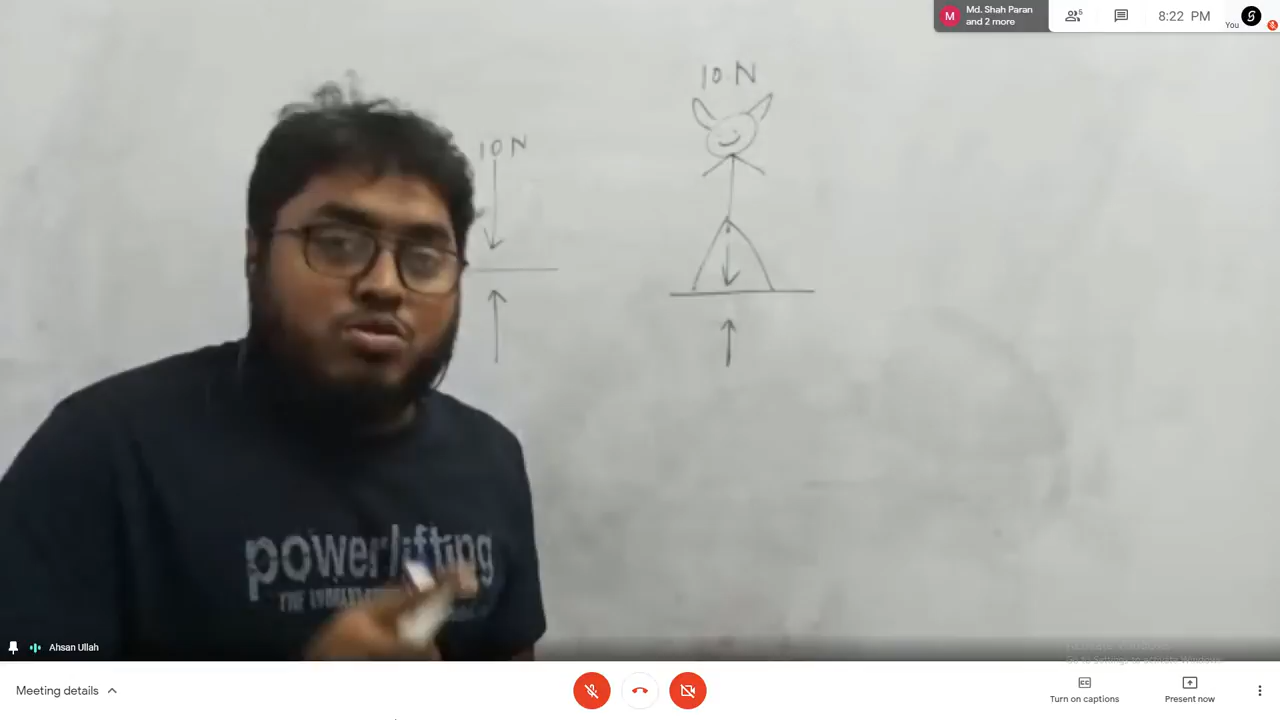 Md. Shah Paran
and 2 more
M
5
8:22 PM
You
10 N
10 N
powerlifting
Ahsan Ullah
Meeting details
Turn on captions
Present now